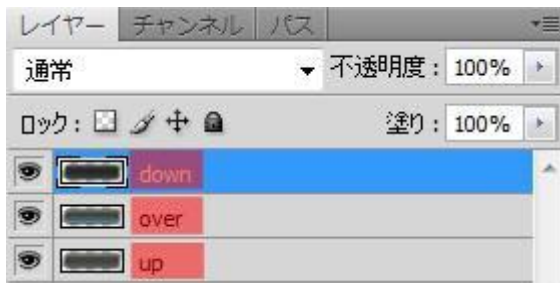 レイヤー チャンネル パス
通常 不透明度: 100%
ロック: 塗り: 100%
down
over
up